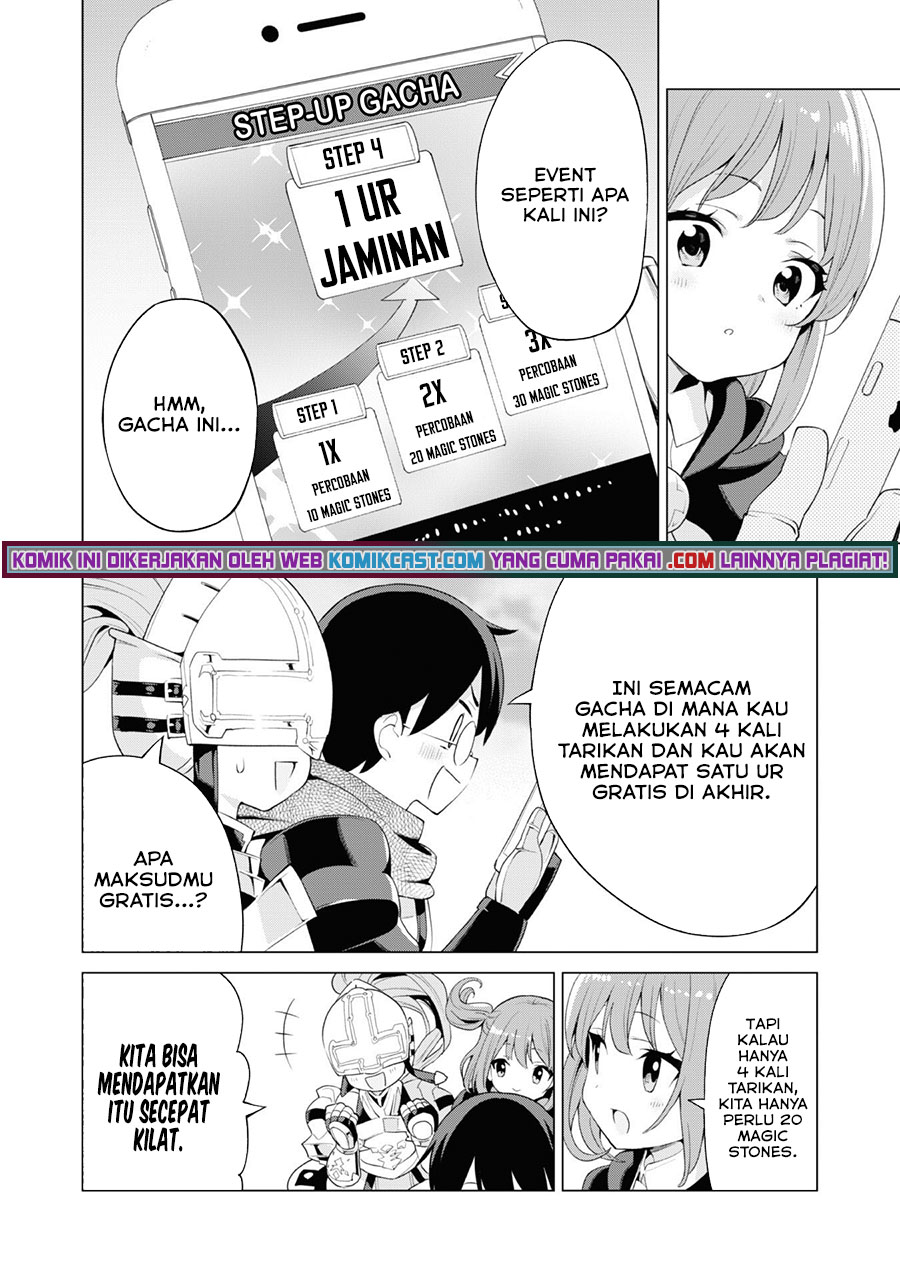 STEP-UP GACHA
STEP 4
1 UR
JAMINAN
EVENT
SEPERTI APA
KALI INI?
3X
PERCOBAAN
30 MAGIC STONES
STEP 2
2X
PERCOBAAN
20 MAGIC STONES
STEP 1
1X
PERCOBAAN
10 MAGIC STONES
HMM,
GACHA INI...
KOMIK INI DIKERJAKAN OLEH WEB KOMIKCAST.COM YANG CUMA PAKAI .COM LAINNYA PLAGIAT!
INI SEMACAM
GACHA DI MANA KAU
MELAKUKAN 4 KALI
TARIKAN DAN KAU AKAN
MENDAPAT SATU UR
GRATIS DI AKHIR.
APA
MAKSUDMU
GRATIS...?
TAPI
KALAU
HANYA
4 KALI
TARIKAN,
KITA HANYA
PERLU 20
MAGIC
STONES.
KITA BISA
MENDAPATKAN
ITU SECEPAT
KILAT.